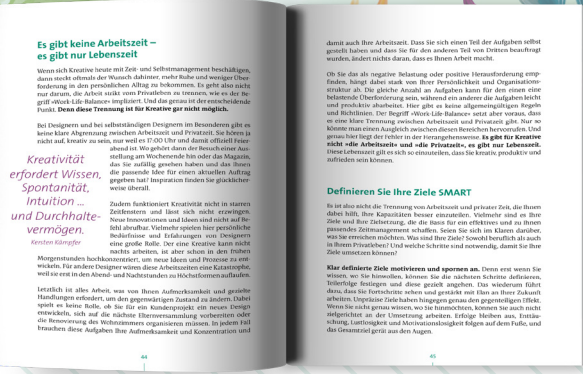 Es gibt keine Arbeitszeit –
es gibt nur Lebenszeit
Wenn sich Kreative heute mit Zeit- und Selbstmanagement beschäftigen,
dann steckt oftmals der Wunsch dahinter, mehr Ruhe und weniger Über-
forderung in den persönlichen Alltag zu bekommen. Es geht also nicht
nur darum, die Arbeit strikt vom Privatleben zu trennen, wie es der Be-
griff »Work-Life-Balance« impliziert. Und das genau ist der entscheidende
Punkt. Denn diese Trennung ist für Kreative gar nicht möglich.
Bei Designern und bei selbstständigen Designern im Besonderen gibt es
keine klare Abgrenzung zwischen Arbeitszeit und Privatzeit. Sie hören ja
nicht auf, kreativ zu sein, nur weil es 17:00 Uhr und damit offiziell Feier-
abend ist. Wo gehört dann der Besuch einer Aus-
stellung am Wochenende hin oder das Magazin,
das Sie zufällig gesehen haben und das Ihnen
die passende Idee für einen aktuellen Auftrag
gegeben hat? Inspiration finden Sie glücklicher-
weise überall.
Kreativität
erfordert Wissen,
Spontanität,
Intuition ...
und Durchhalte-
vermögen.
Kersten Kämpfer
Zudem funktioniert Kreativität nicht in starren
Zeitfenstern und lässt sich nicht erzwingen.
Neue Innovationen und Ideen sind nicht auf Be-
fehl abrufbar. Vielmehr spielen hier persönliche
Bedürfnisse und Erfahrungen von Designern
eine große Rolle. Der eine Kreative kann nicht
nachts arbeiten, ist aber schon in den frühen
Morgenstunden hochkonzentriert, um neue Ideen und Prozesse zu ent-
wickeln. Für andere Designer wären diese Arbeitszeiten eine Katastrophe,
weil sie erst in den Abend- und Nachtstunden zu Höchstformen auflaufen.
Letztlich ist alles Arbeit, was von Ihnen Aufmerksamkeit und gezielte
Handlungen erfordert, um den gegenwärtigen Zustand zu ändern. Dabei
spielt es keine Rolle, ob Sie für ein Kundenprojekt ein neues Design
entwickeln, sich auf die nächste Elternversammlung vorbereiten oder
die Renovierung des Wohnzimmers organisieren müssen. In jedem Fall
brauchen diese Aufgaben Ihre Aufmerksamkeit und Konzentration und
44
damit auch Ihre Arbeitszeit. Dass Sie sich einen Teil der Aufgaben selbst
gestellt haben und dass Sie für den anderen Teil von Dritten beauftragt
wurden, ändert nichts daran, dass es Ihnen Arbeit macht.
Ob Sie das als negative Belastung oder positive Herausforderung emp-
finden, hängt dabei stark von Ihrer Persönlichkeit und Organisations-
struktur ab. Die gleiche Anzahl an Aufgaben kann für den einen eine
belastende Überforderung sein, während ein anderer die Aufgaben leicht
und produktiv abarbeitet. Hier gibt es keine allgemeingültigen Regeln
und Richtlinien. Der Begriff »Work-Life-Balance« setzt aber voraus, dass
es eine klare Trennung zwischen Arbeitszeit und Privatzeit gibt. Nur so
könnte man einen Ausgleich zwischen diesen Bereichen hervorrufen. Und
genau hier liegt der Fehler in der Herangehensweise. Es gibt für Kreative
nicht »die Arbeitszeit« und »die Privatzeit«, es gibt nur Lebenszeit.
Diese Lebenszeit gilt es sich so einzuteilen, dass Sie kreativ, produktiv und
zufrieden sein können.
Definieren Sie Ihre Ziele SMART
Es ist also nicht die Trennung von Arbeitszeit und privater Zeit, die Ihnen
dabei hilft, Ihre Kapazitäten besser einzuteilen. Vielmehr sind es Ihre
Ziele und Ihre Zielsetzung, die die Basis für ein effektives und zu Ihnen
passendes Zeitmanagement schaffen. Seien Sie sich im Klaren darüber,
was Sie erreichen möchten. Was sind Ihre Ziele? Sowohl beruflich als auch
in Ihrem Privatleben? Und welche Schritte sind notwendig, damit Sie Ihre
Ziele umsetzen können?
Klar definierte Ziele motivieren und spornen an. Denn erst wenn Sie
wissen, wo Sie hinwollen, können Sie die nächsten Schritte definieren,
Teilerfolge festlegen und diese gezielt angehen. Das wiederum führt
dazu, dass Sie Fortschritte sehen und gestärkt mit Elan an Ihrer Zukunft
arbeiten. Unpräzise Ziele haben hingegen genau den gegenteiligen Effekt.
Wenn Sie nicht genau wissen, wo Sie hinmöchten, können Sie auch nicht
zielgerichtet an der Umsetzung arbeiten. Erfolge bleiben aus, Enttäu-
schung, Lustlosigkeit und Motivationslosigkeit folgen auf dem Fuße, und
das Gesamtziel gerät aus den Augen.
45